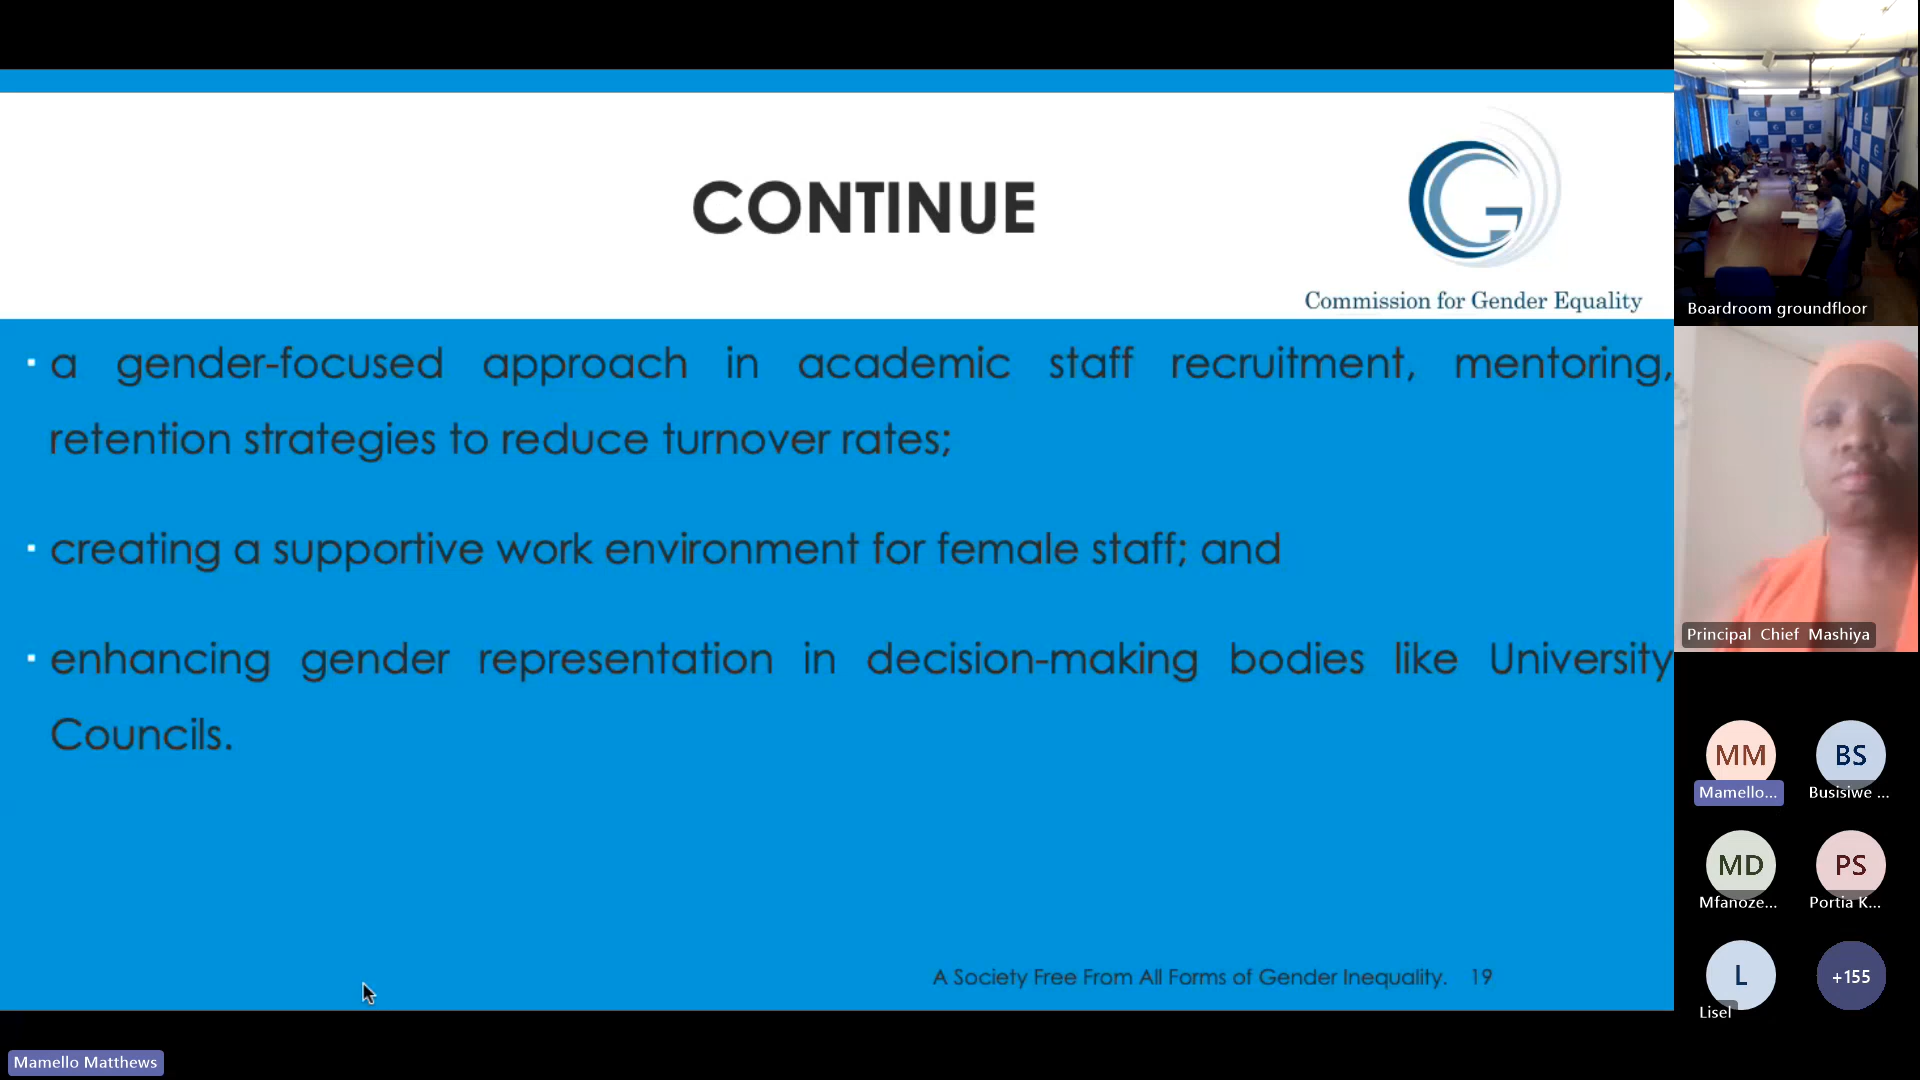 CONTINUE
Commission for Gender Equality
▪ a gender-focused approach in academic staff recruitment, mentoring,
retention strategies to reduce turnover rates;
▪ creating a supportive work environment for female staff; and
▪ enhancing gender representation in decision-making bodies like University
Councils.
A Society Free From All Forms of Gender Inequality. 19
Mamello Matthews
Boardroom groundfloor
Principal Chief Mashiya
MM
Mamello...
BS
Busisiwe ...
MD
Mfanoze...
PS
Portia K...
L
Lisel
+155